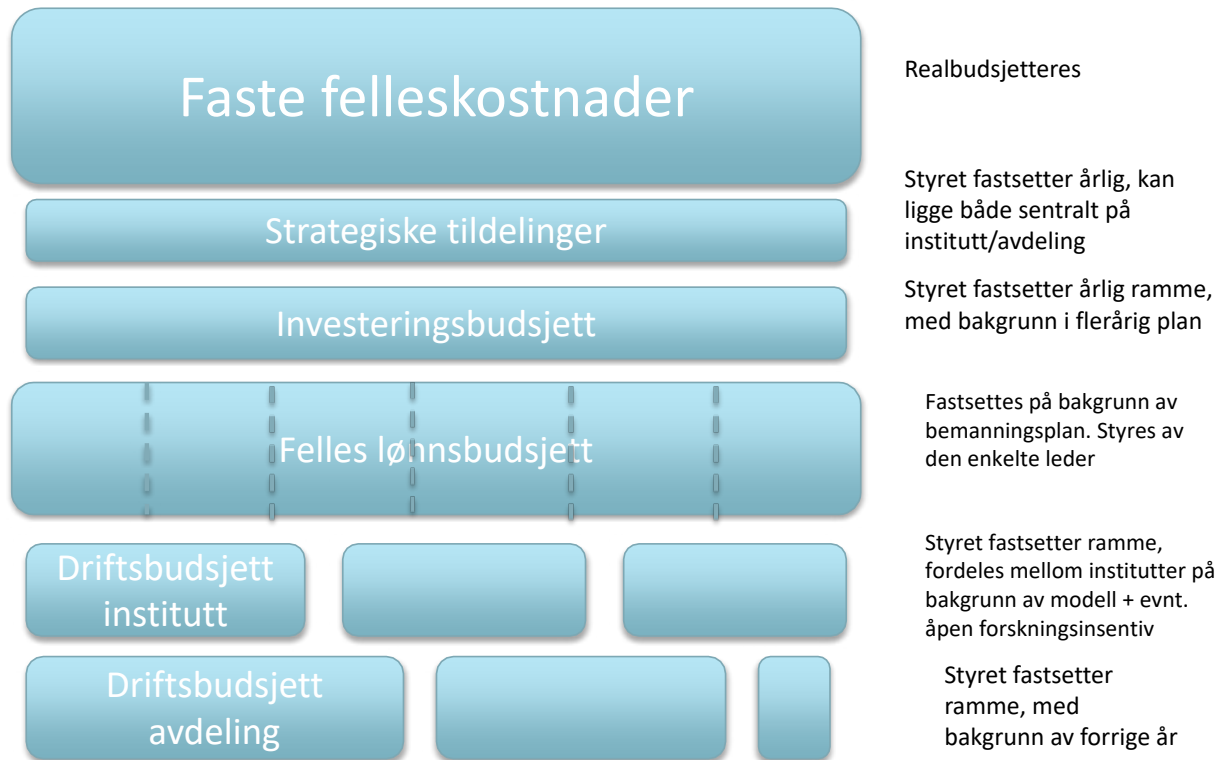 Faste felleskostnader
Realbudsjetteres
Strategiske tildelinger
Styret fastsetter årlig, kan
ligge både sentralt på
institutt/avdeling
Investeringsbudsjett
Styret fastsetter årlig ramme,
med bakgrunn i flerårig plan
Felles lønnsbudsjett
Fastsettes på bakgrunn av
bemanningsplan. Styres av
den enkelte leder
Driftsbudsjett
institutt
Styret fastsetter ramme,
fordeles mellom institutter på
bakgrunn av modell + evnt.
åpen forskningsinsentiv
Driftsbudsjett
avdeling
Styret fastsetter
ramme, med
bakgrunn av forrige år